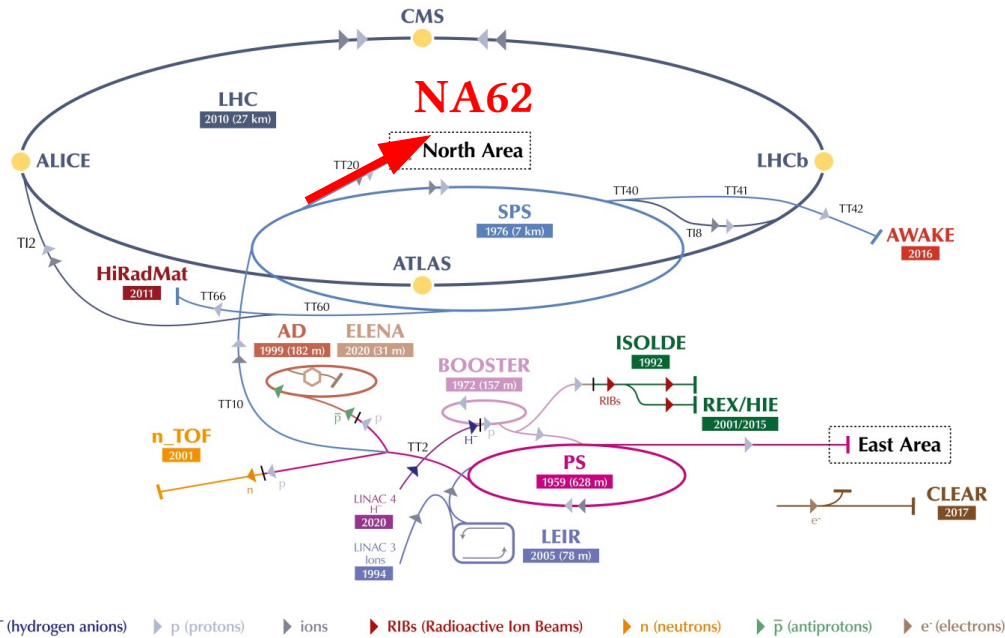 CMS
LHC
2010 (27 km)
NA62
North Area
TT20
ALICE
LHCb
TT40
TT41
TT42
SPS
1976 (7 km)
TI8
AWAKE
2016
TI2
ATLAS
HiRadMat
2011
TT66
TT60
AD
1999 (182 m)
ELENA
2020 (31 m)
ISOLDE
1992
BOOSTER
1972 (157 m)
RIBs
REX/HIE
2001/2015
TT10
p̅
p
TT2
H⁻
p
n_TOF
2001
East Area
n
p
PS
1959 (628 m)
LINAC 4
H⁻
2020
CLEAR
2017
e⁻
LINAC 3
Ions
1994
LEIR
2005 (78 m)
⁻ (hydrogen anions)
p (protons)
ions
RIBs (Radioactive Ion Beams)
n (neutrons)
p̅ (antiprotons)
e⁻ (electrons)